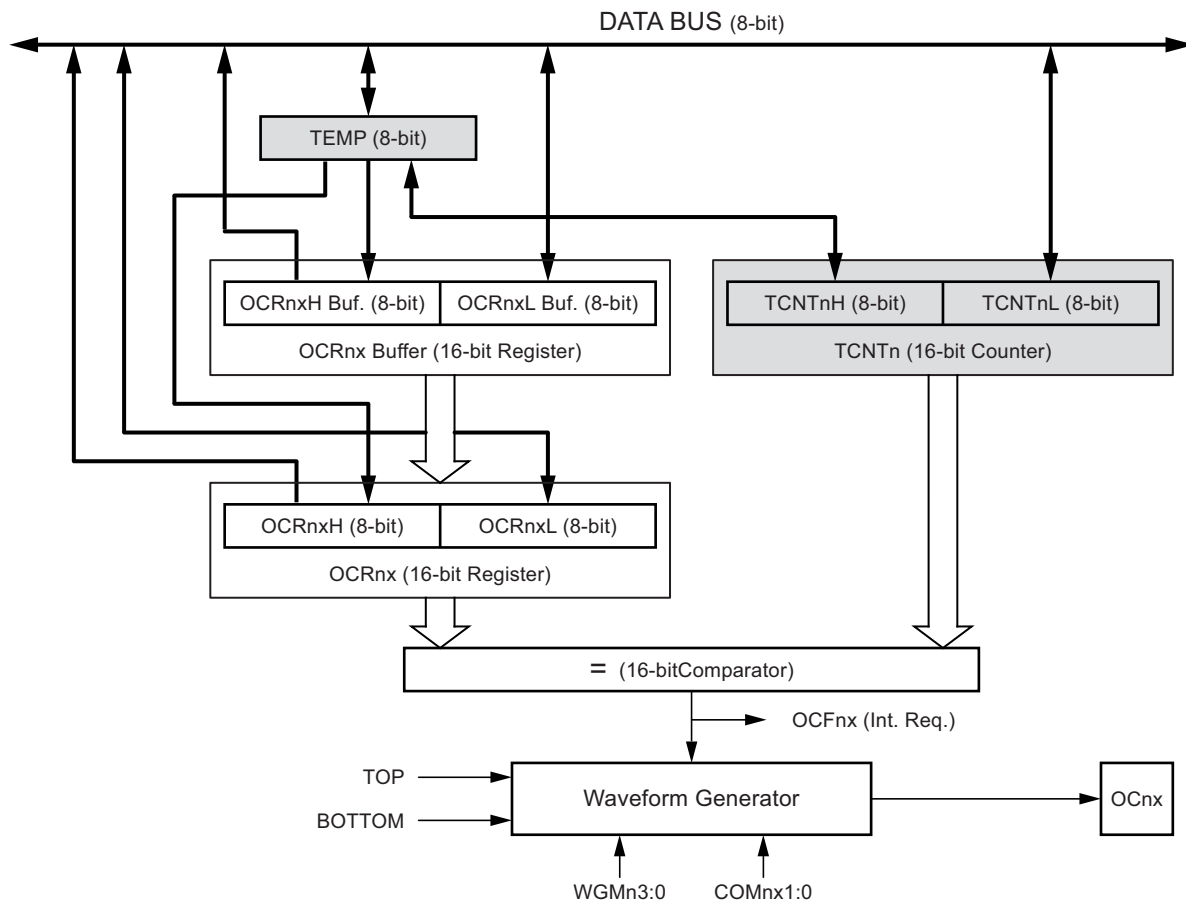 DATA BUS (8-bit)
TEMP (8-bit)
OCRnxH Buf. (8-bit)
OCRnxL Buf. (8-bit)
OCRnx Buffer (16-bit Register)
TCNTnH (8-bit)
TCNTnL (8-bit)
TCNTn (16-bit Counter)
OCRnxH (8-bit)
OCRnxL (8-bit)
OCRnx (16-bit Register)
= (16-bitComparator)
OCFnx (Int. Req.)
TOP
BOTTOM
Waveform Generator
OCnx
WGMn3:0
COMnx1:0